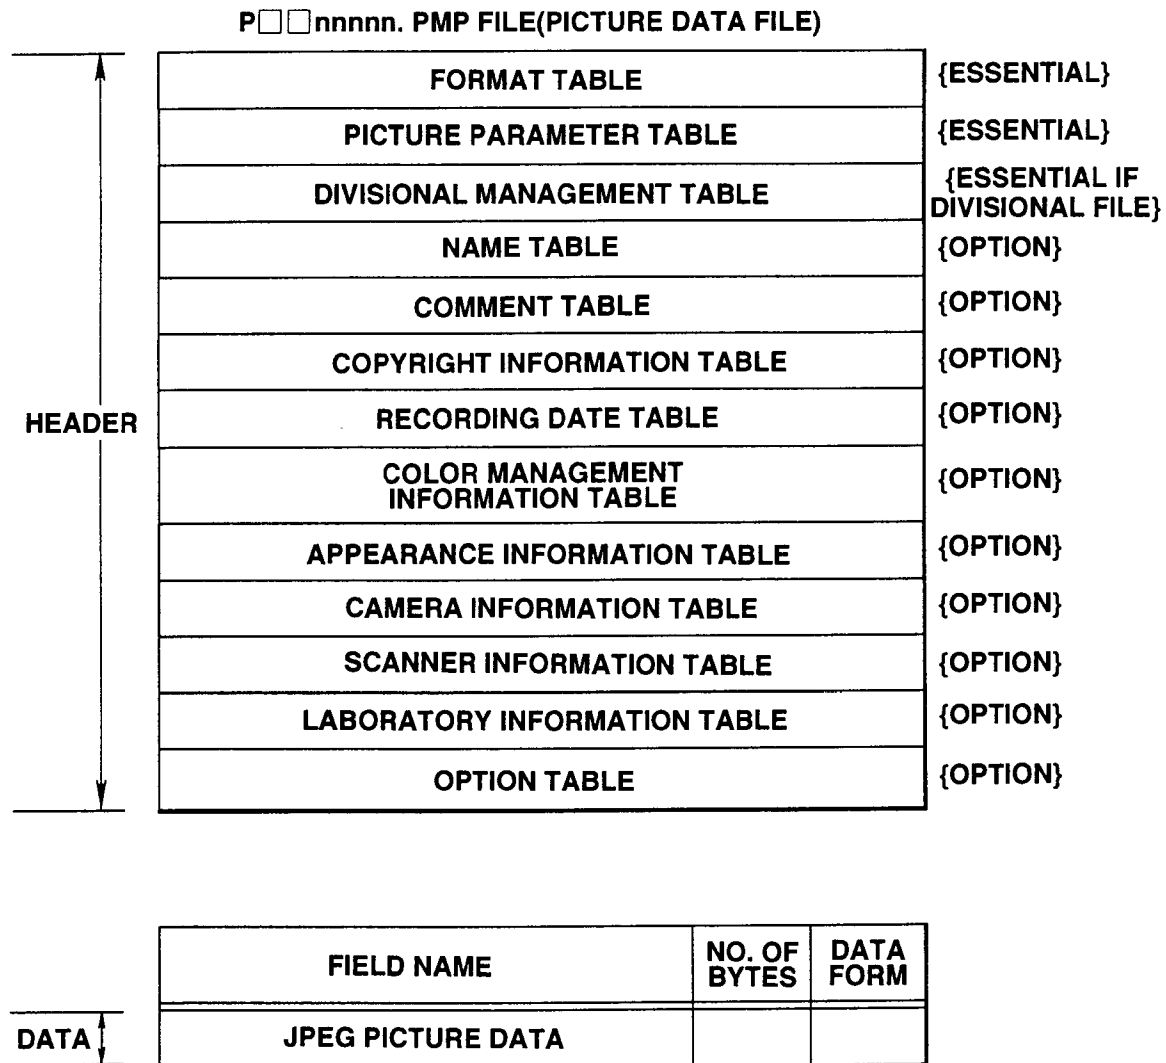 P□□nnnnn. PMP FILE(PICTURE DATA FILE)
FORMAT TABLE {ESSENTIAL}
PICTURE PARAMETER TABLE {ESSENTIAL}
DIVISIONAL MANAGEMENT TABLE {ESSENTIAL IF
DIVISIONAL FILE}
NAME TABLE {OPTION}
COMMENT TABLE {OPTION}
COPYRIGHT INFORMATION TABLE {OPTION}
HEADER RECORDING DATE TABLE {OPTION}
COLOR MANAGEMENT
INFORMATION TABLE {OPTION}
APPEARANCE INFORMATION TABLE {OPTION}
CAMERA INFORMATION TABLE {OPTION}
SCANNER INFORMATION TABLE {OPTION}
LABORATORY INFORMATION TABLE {OPTION}
OPTION TABLE {OPTION}
FIELD NAME NO. OF DATA
BYTES FORM
DATA JPEG PICTURE DATA